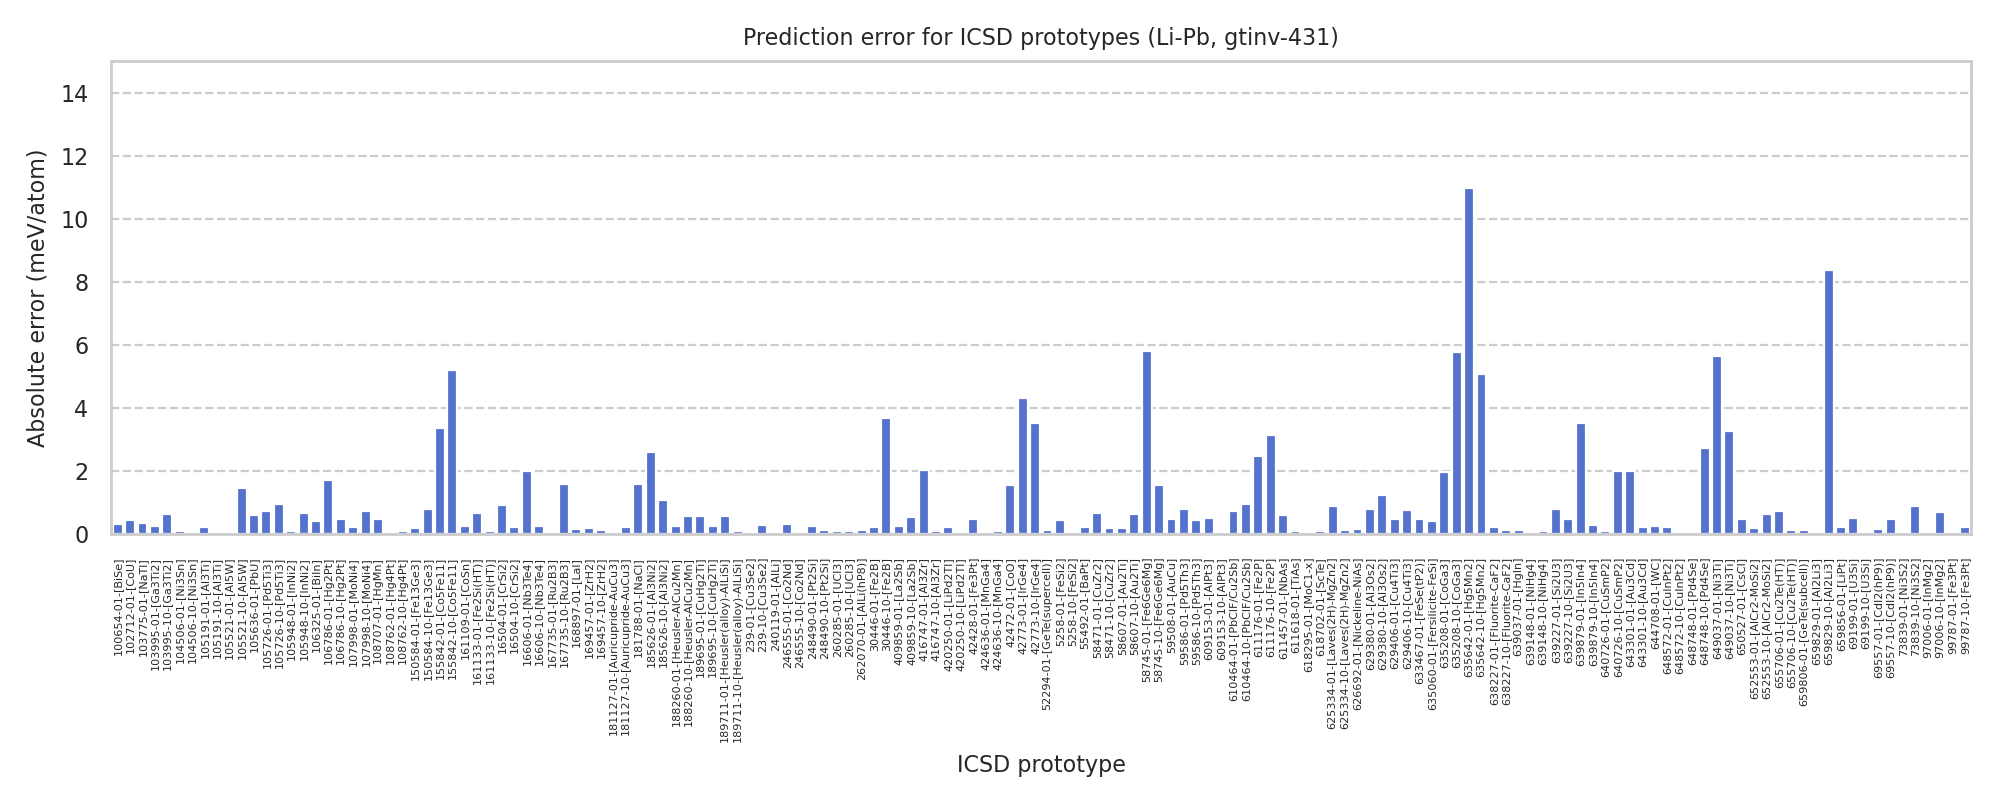 Prediction error for ICSD prototypes (Li-Pb, gtinv-431)
Absolute error (meV/atom)
14
12
10
8
6
4
2
0
100654-01-[BiSe]
102712-01-[CoU]
103775-01-[NaTl]
103995-01-[Ga3Ti2]
103995-10-[Ga3Ti2]
104506-01-[Ni3Sn]
104506-10-[Ni3Sn]
105191-01-[Al3Ti]
105191-10-[Al3Ti]
105521-01-[Al5W]
105521-10-[Al5W]
105636-01-[PbU]
105726-01-[Pd5Ti3]
105726-10-[Pd5Ti3]
105948-01-[InNi2]
105948-10-[InNi2]
106325-01-[BiIn]
106786-01-[Hg2Pt]
106786-10-[Hg2Pt]
107998-01-[MoNi4]
107998-10-[MoNi4]
108707-01-[HgMn]
108762-01-[Hg4Pt]
108762-10-[Hg4Pt]
150584-01-[Fe13Ge3]
150584-10-[Fe13Ge3]
155842-01-[Co5Fe11]
155842-10-[Co5Fe11]
161109-01-[CoSn]
161133-01-[Fe2Si(HT)]
161133-10-[Fe2Si(HT)]
16504-01-[CrSi2]
16504-10-[CrSi2]
16606-01-[Nb3Te4]
16606-10-[Nb3Te4]
167735-01-[Ru2B3]
167735-10-[Ru2B3]
168897-01-[LaI]
169457-01-[ZrH2]
169457-10-[ZrH2]
181127-01-[Auricupride-AuCu3]
181127-10-[Auricupride-AuCu3]
181788-01-[NaCl]
185626-01-[Al3Ni2]
185626-10-[Al3Ni2]
188260-01-[Heusler-AlCu2Mn]
188260-10-[Heusler-AlCu2Mn]
189695-01-[CuHg2Ti]
189695-10-[CuHg2Ti]
189711-01-[Heusler(alloy)-AlLiSi]
189711-10-[Heusler(alloy)-AlLiSi]
239-01-[Cu3Se2]
239-10-[Cu3Se2]
240119-01-[AlLi]
246555-01-[Co2Nd]
246555-10-[Co2Nd]
248490-01-[Pt2Si]
248490-10-[Pt2Si]
260285-01-[UCl3]
260285-10-[UCl3]
262070-01-[AlLi(hP8)]
30446-01-[Fe2B]
30446-10-[Fe2B]
409859-01-[La2Sb]
409859-10-[La2Sb]
416747-01-[Al3Zr]
416747-10-[Al3Zr]
420250-01-[LiPd2Tl]
420250-10-[LiPd2Tl]
42428-01-[Fe3Pt]
424636-01-[MnGa4]
424636-10-[MnGa4]
42472-01-[CoO]
42773-01-[IrGe4]
42773-10-[IrGe4]
52294-01-[GeTe(supercell)]
5258-01-[FeSi2]
5258-10-[FeSi2]
55492-01-[BaPt]
58471-01-[CuZr2]
58471-10-[CuZr2]
58607-01-[Au2Ti]
58607-10-[Au2Ti]
58745-01-[Fe6Ge6Mg]
58745-10-[Fe6Ge6Mg]
59508-01-[AuCu]
59586-01-[Pd5Th3]
59586-10-[Pd5Th3]
609153-01-[AlPt3]
609153-10-[AlPt3]
610464-01-[PbClF/Cu2Sb]
610464-10-[PbClF/Cu2Sb]
611176-01-[Fe2P]
611176-10-[Fe2P]
611457-01-[NbAs]
611618-01-[TiAs]
618295-01-[MoC1-x]
618702-01-[ScTe]
625334-01-[Laves(2H)-MgZn2]
625334-10-[Laves(2H)-MgZn2]
626692-01-[Nickeline-NiAs]
629380-01-[Al3Os2]
629380-10-[Al3Os2]
629406-01-[Cu4Ti3]
629406-10-[Cu4Ti3]
633467-01-[FeSe(tP2)]
635060-01-[Fersilicite-FeSi]
635208-01-[CoGa3]
635208-10-[CoGa3]
635642-01-[Hg5Mn2]
635642-10-[Hg5Mn2]
638227-01-[Fluorite-CaF2]
638227-10-[Fluorite-CaF2]
639037-01-[HgIn]
639148-01-[NiHg4]
639148-10-[NiHg4]
639227-01-[Si2U3]
639227-10-[Si2U3]
639879-01-[In5In4]
639879-10-[In5In4]
640726-01-[CuSmP2]
640726-10-[CuSmP2]
643301-01-[Au3Cd]
643301-10-[Au3Cd]
644708-01-[WC]
648572-01-[CuInPt2]
648572-10-[CuInPt2]
648748-01-[Pd4Se]
648748-10-[Pd4Se]
649037-01-[Ni3Ti]
649037-10-[Ni3Ti]
650527-01-[CsCl]
652553-01-[AlCr2-MoSi2]
652553-10-[AlCr2-MoSi2]
655706-01-[Cu2Te(HT)]
655706-10-[Cu2Te(HT)]
659806-01-[GeTe(subcell)]
659829-01-[Al2Li3]
659829-10-[Al2Li3]
659856-01-[LiPt]
69199-01-[U3Si]
69199-10-[U3Si]
69557-01-[CdI2(hP9)]
69557-10-[CdI2(hP9)]
73839-01-[Ni3S2]
73839-10-[Ni3S2]
97006-01-[InMg2]
97006-10-[InMg2]
99787-01-[Fe3Pt]
99787-10-[Fe3Pt]
ICSD prototype